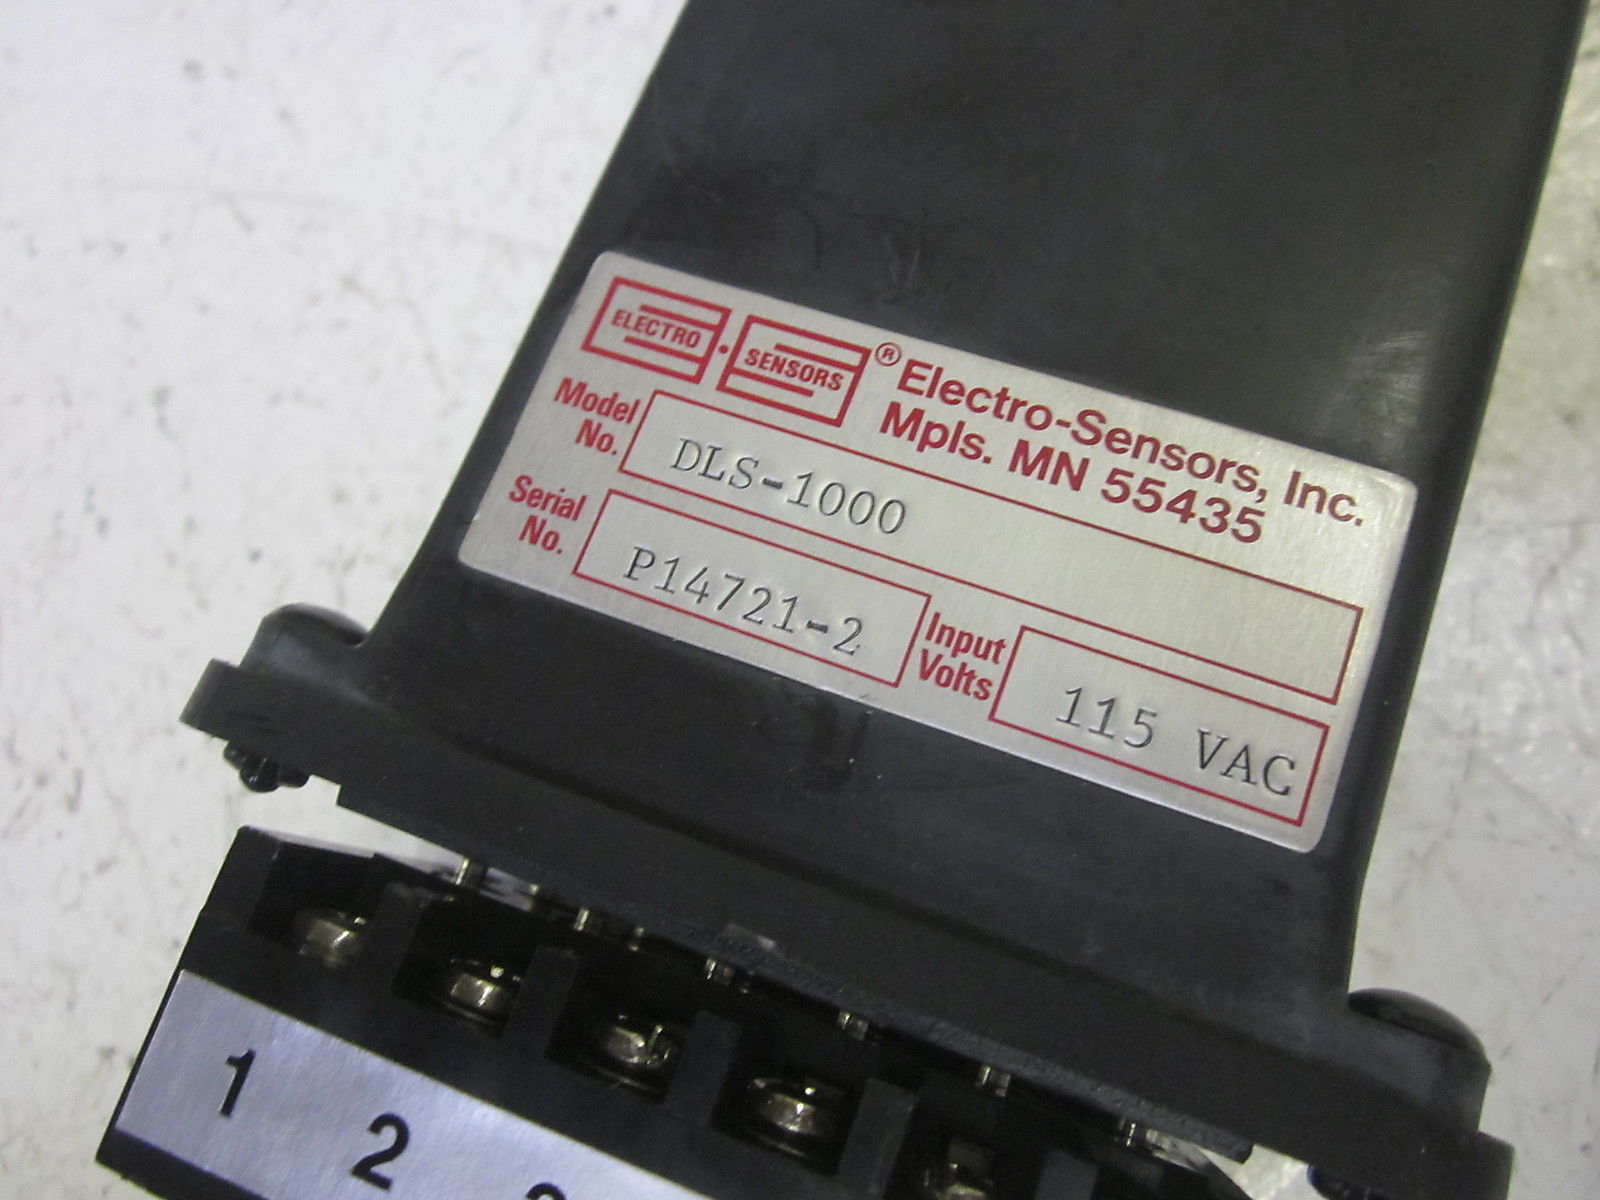 ELECTRO • SENSORS ®
Electro-Sensors, Inc.
Mpls. MN 55435
Model No. DLS-1000
Serial No. P14721-2
Input Volts 115 VAC
1 2